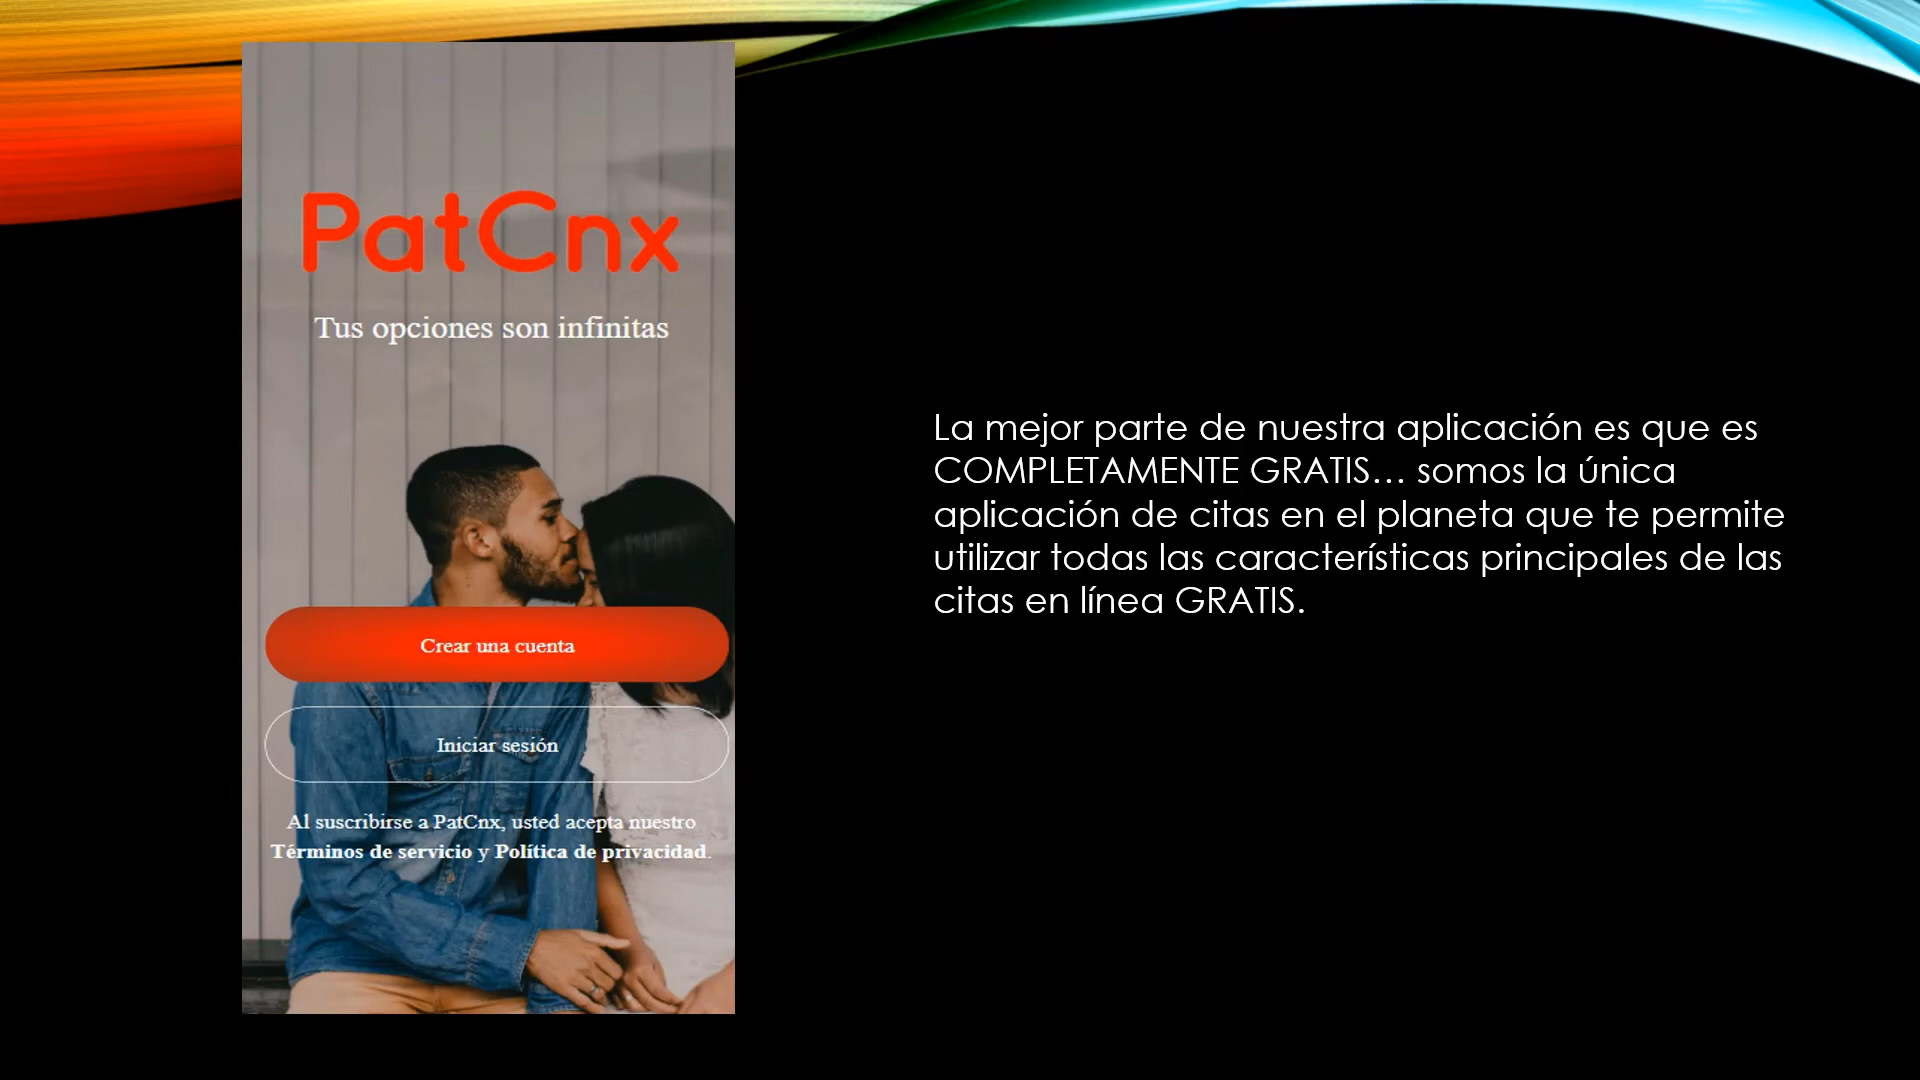 PatCnx
Tus opciones son infinitas
Crear una cuenta
Iniciar sesión
Al suscribirse a PatCnx, usted acepta nuestro
Términos de servicio y Política de privacidad.
La mejor parte de nuestra aplicación es que es
COMPLETAMENTE GRATIS… somos la única
aplicación de citas en el planeta que te permite
utilizar todas las características principales de las
citas en línea GRATIS.